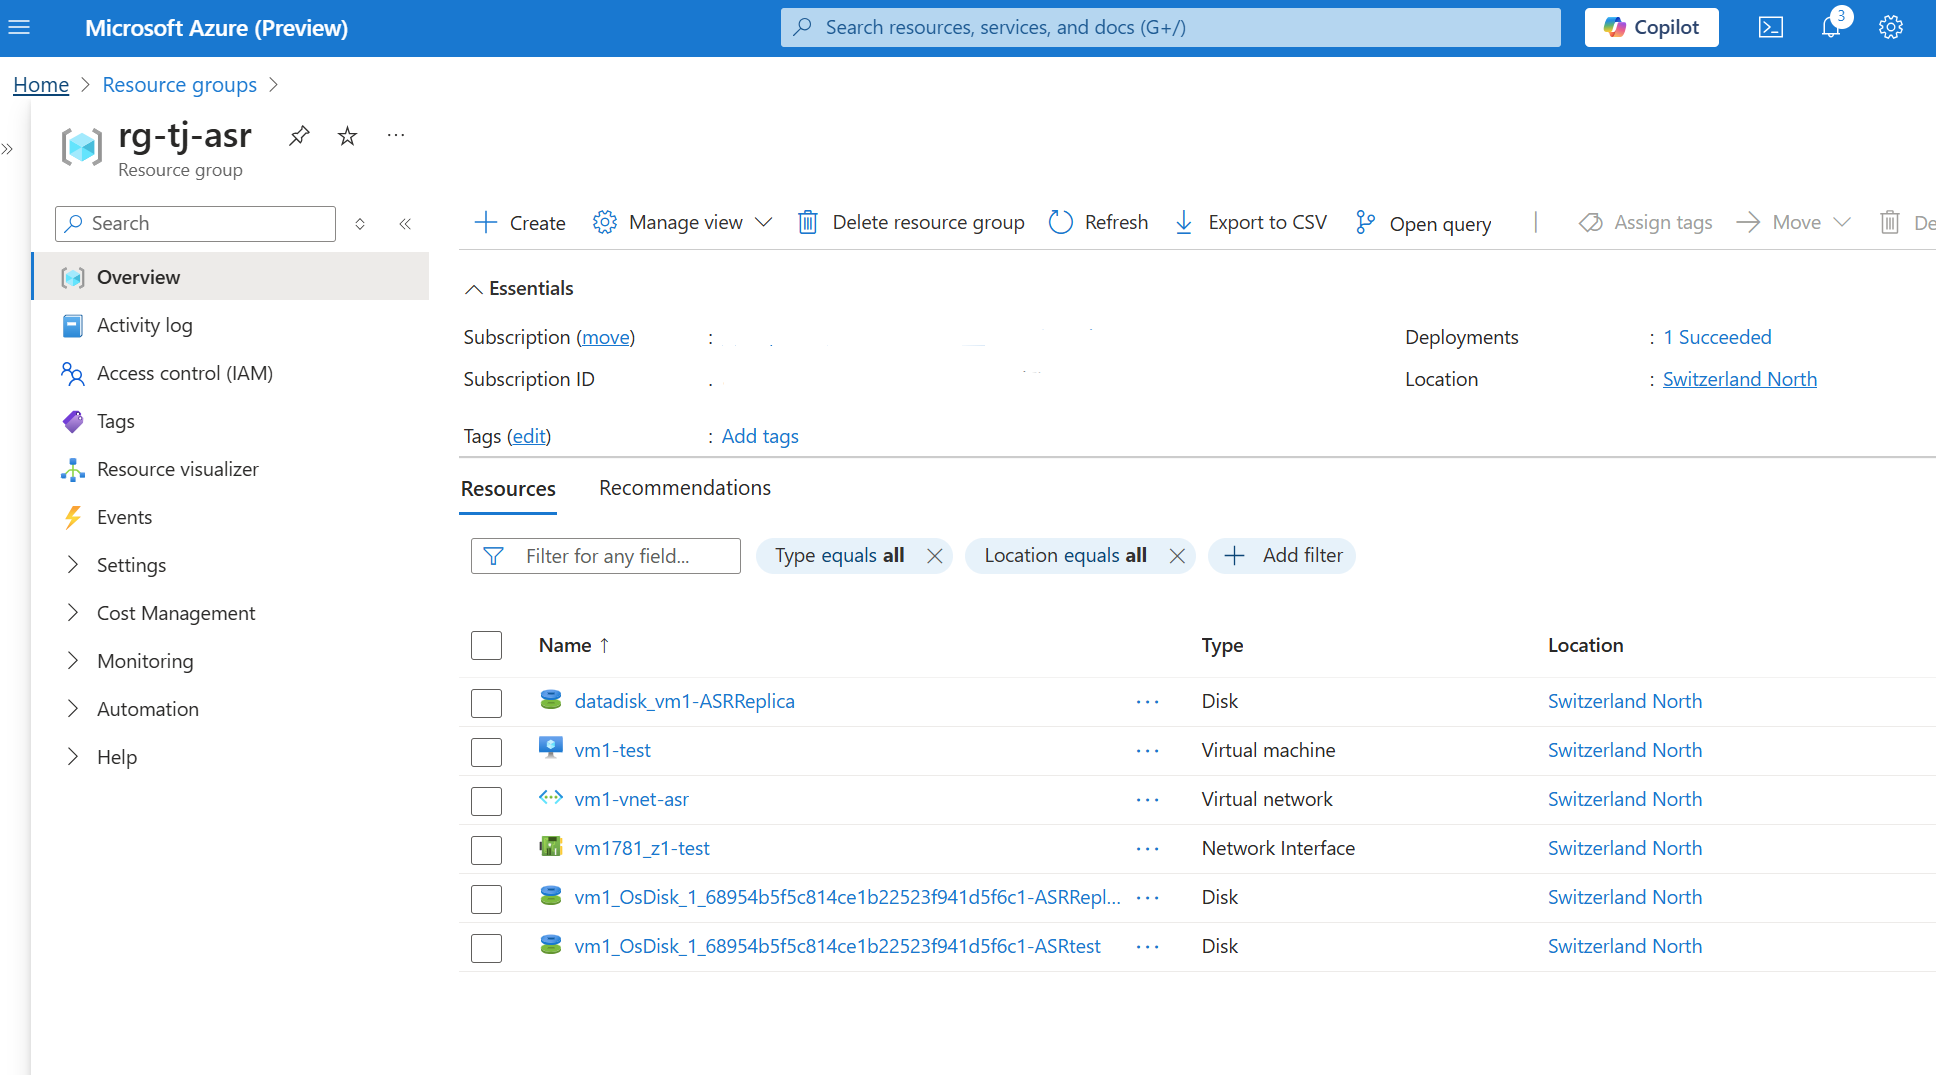 Microsoft Azure (Preview)
Search resources, services, and docs (G+/)
Copilot
3
Home > Resource groups >
rg-tj-asr
Resource group
Search
Overview
Activity log
Access control (IAM)
Tags
Resource visualizer
Events
Settings
Cost Management
Monitoring
Automation
Help
Create Manage view Delete resource group Refresh Export to CSV Open query | Assign tags Move De
Essentials
Subscription (move) :
Subscription ID
Tags (edit) : Add tags
Deployments : 1 Succeeded
Location : Switzerland North
Resources Recommendations
Filter for any field... Type equals all Location equals all Add filter
Name ↑ Type Location
datadisk_vm1-ASRReplica ... Disk Switzerland North
vm1-test ... Virtual machine Switzerland North
vm1-vnet-asr ... Virtual network Switzerland North
vm1781_z1-test ... Network Interface Switzerland North
vm1_OsDisk_1_68954b5f5c814ce1b22523f941d5f6c1-ASRRepl... ... Disk Switzerland North
vm1_OsDisk_1_68954b5f5c814ce1b22523f941d5f6c1-ASRtest ... Disk Switzerland North